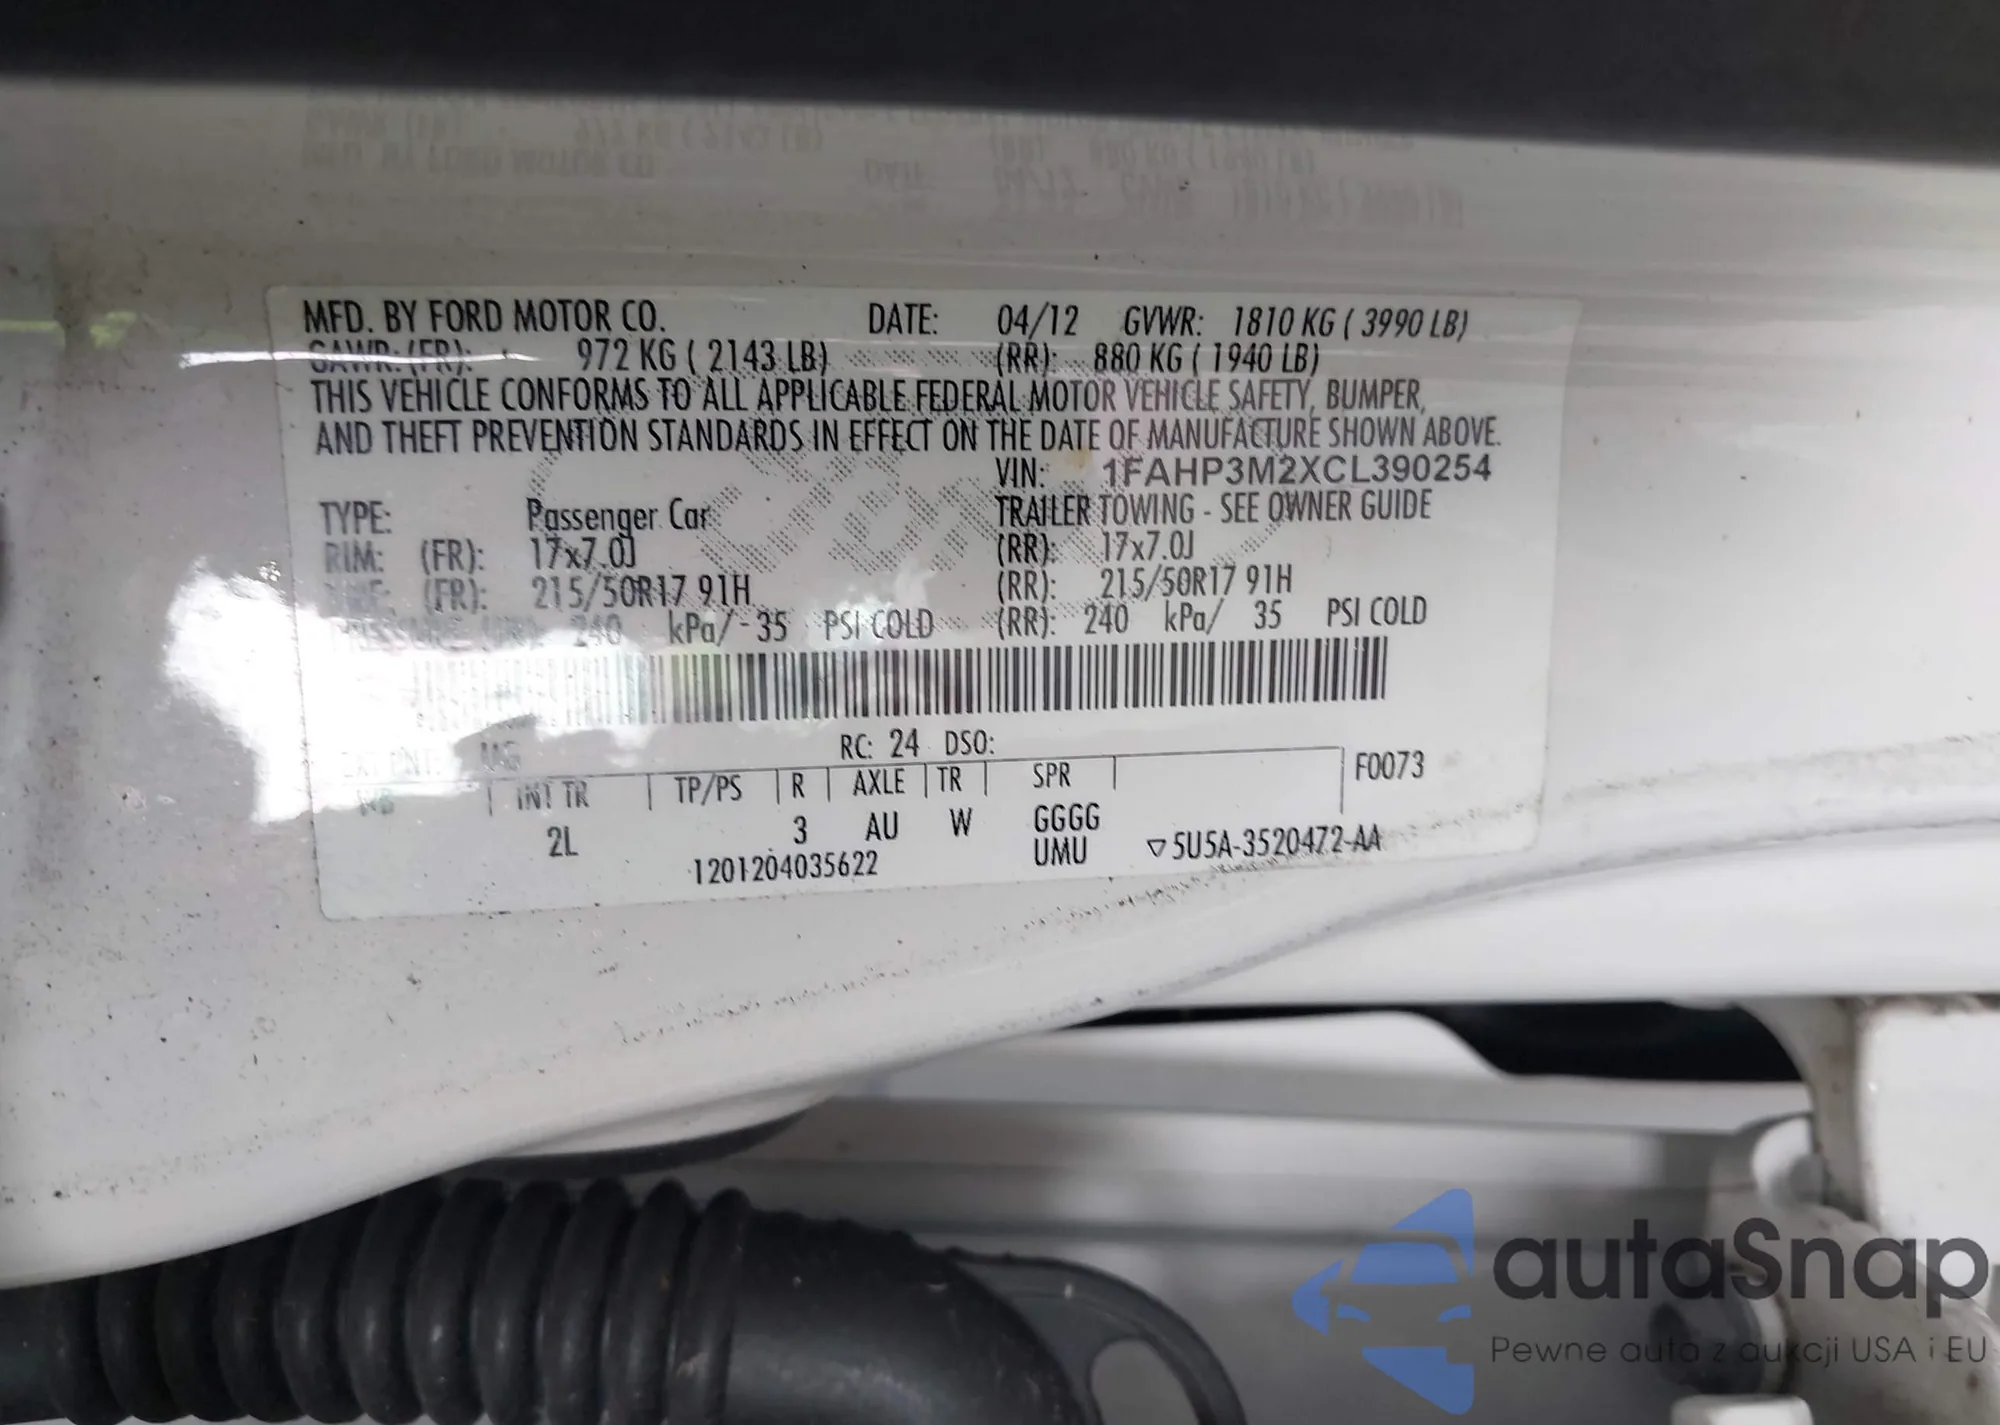 MFD. BY FORD MOTOR CO. DATE: 04/12 GVWR: 1810 KG ( 3990 LB)
GAWR: (FR): 972 KG ( 2143 LB) (RR): 880 KG ( 1940 LB)
THIS VEHICLE CONFORMS TO ALL APPLICABLE FEDERAL MOTOR VEHICLE SAFETY, BUMPER,
AND THEFT PREVENTION STANDARDS IN EFFECT ON THE DATE OF MANUFACTURE SHOWN ABOVE.
VIN: 1FAHP3M2XCL390254
TYPE: Passenger Car TRAILER TOWING - SEE OWNER GUIDE
RIM: (FR): 17x7.0J (RR): 17x7.0J
TIRE: (FR): 215/50R17 91H (RR): 215/50R17 91H
240 kPa/ 35 PSI COLD (RR): 240 kPa/ 35 PSI COLD
RC: 24 DSO:
INT TR TP/PS R AXLE TR SPR F0073
2L 3 AU W GGGG
UMU 5U5A-3520472-AA
1201204035622
autaSnap
Pewne auta z aukcji USA i EU